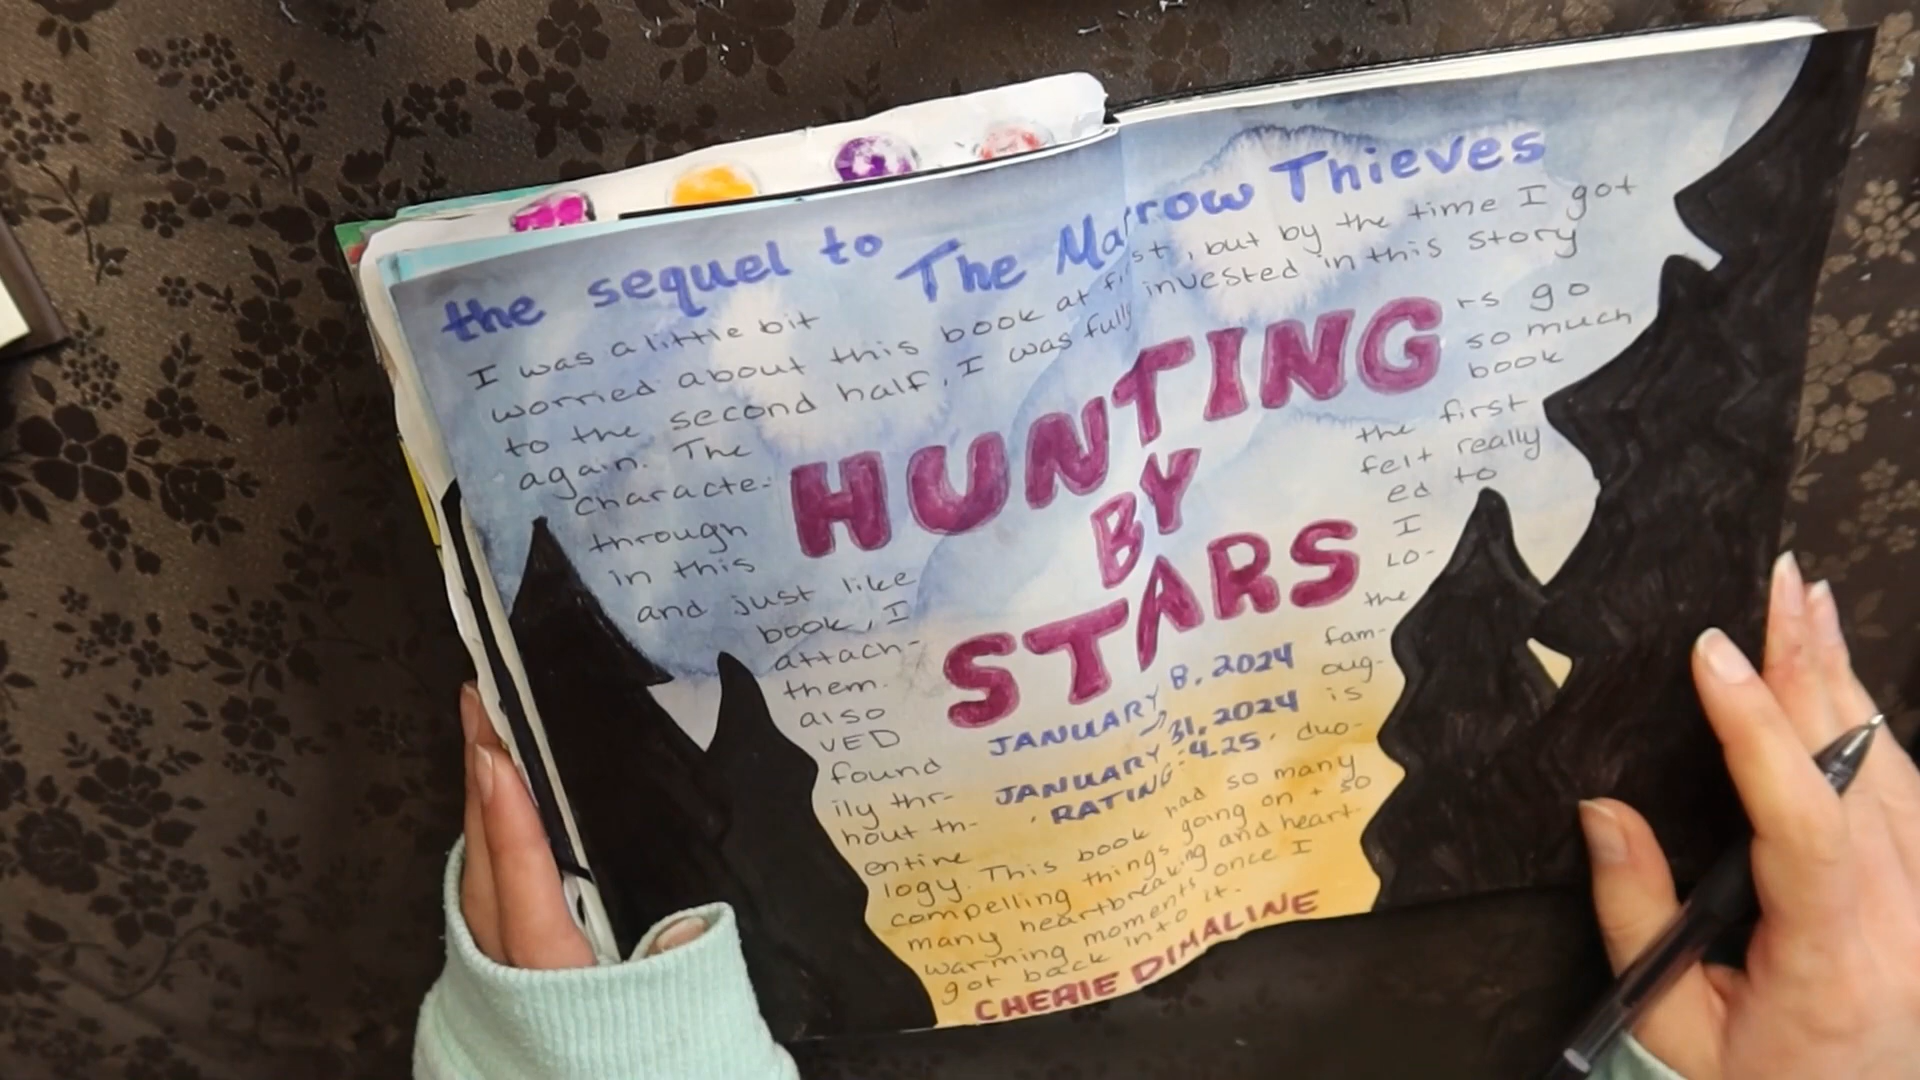 the sequel to The Marrow Thieves
I was a little bit
worried about this book at first, but by the time I got
to the second half, I was fully invested in this story
again. The
characte- rs go
through so much
in this book
and just like the first
book, I felt really
attach- ed to
them. I
also LO-
VED the
found fam-
ily thr- oug-
hout th- is
entire duo-
logy. This book had so many
compelling things going on + so
many heartbreaking and heart-
warming moments once I
got back into it.
HUNTING
BY
STARS
JANUARY 8, 2024
JANUARY 31, 2024
· RATING: 4.25 ·
CHERIE DIMALINE